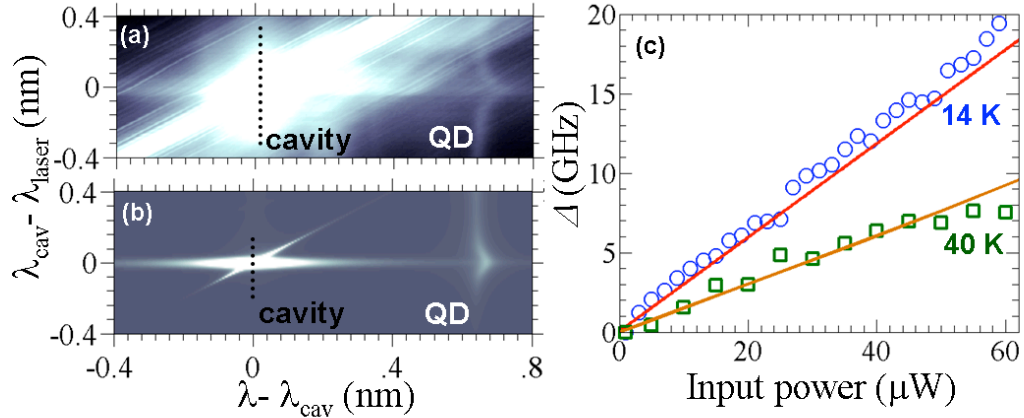 (a)
cavity
QD
(b)
cavity
QD
0.4
0
-0.4
0.4
0
-0.4
λcav- λlaser (nm)
-0.4
0
0.4
0.8
λ- λcav (nm)
(c)
14 K
40 K
20
15
10
5
0
Δ (GHz)
0
20
40
60
Input power (µW)